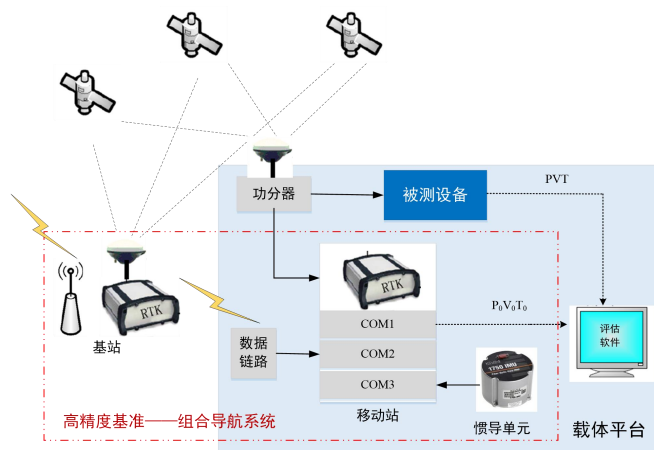 功分器
被测设备
PVT
RTK
RTK
基站
COM1
P₀V₀T₀
评估
软件
数据
链路
COM2
COM3
1750 IMU
移动站
惯导单元
高精度基准——组合导航系统
载体平台